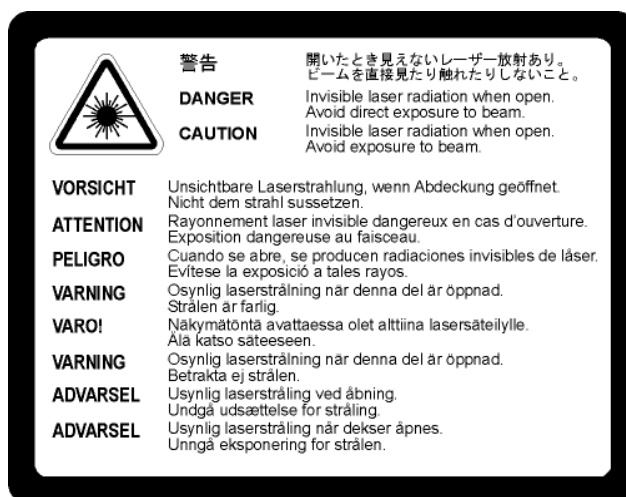 警告 開いたとき見えないレーザー放射あり。
ビームを直接見たり触れたりしないこと。
DANGER Invisible laser radiation when open.
Avoid direct exposure to beam.
CAUTION Invisible laser radiation when open.
Avoid exposure to beam.
VORSICHT Unsichtbare Laserstrahlung, wenn Abdeckung geöffnet.
Nicht dem strahl sussetzen.
ATTENTION Rayonnement laser invisible dangereux en cas d'ouverture.
Exposition dangereuse au faisceau.
PELIGRO Cuando se abre, se producen radiaciones invisibles de låser.
Evítese la exposició a tales rayos.
VARNING Osynlig laserstrålning när denna del är öppnad.
Strålen är farlig.
VARO! Näkymätöntä avattaessa olet alttiina lasersäteilylle.
Älä katso säteeseen.
VARNING Osynlig laserstrålning när denna del är öppnad.
Betrakta ej strålen.
ADVARSEL Usynlig laserstråling ved åbning.
Undgå udsættelse for stråling.
ADVARSEL Usynlig laserstråling når dekser åpnes.
Unngå eksponering for strålen.